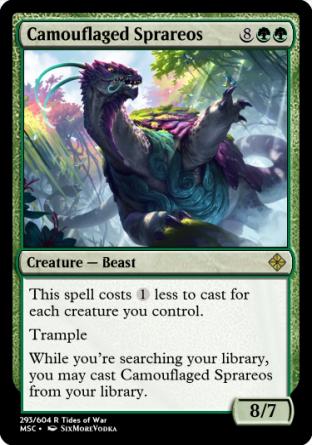 Camouflaged Sprareos 8
Creature — Beast
This spell costs 1 less to cast for
each creature you control.
Trample
While you're searching your library,
you may cast Camouflaged Sprareos
from your library.
8/7
293/604 R Tides of War
MSC • SixMoreVodka